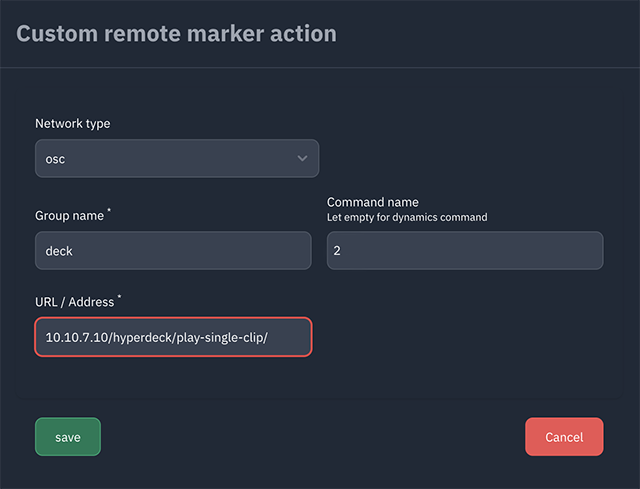 Custom remote marker action
Network type
osc
Group name *
Command name
Let empty for dynamics command
deck
2
URL / Address *
10.10.7.10/hyperdeck/play-single-clip/
save
Cancel